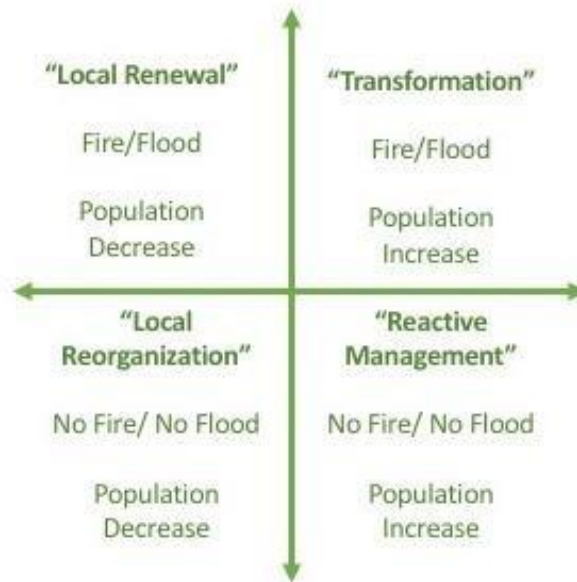 “Local Renewal”
Fire/Flood
Population
Decrease
“Transformation”
Fire/Flood
Population
Increase
“Local
Reorganization”
No Fire/ No Flood
Population
Decrease
“Reactive
Management”
No Fire/ No Flood
Population
Increase